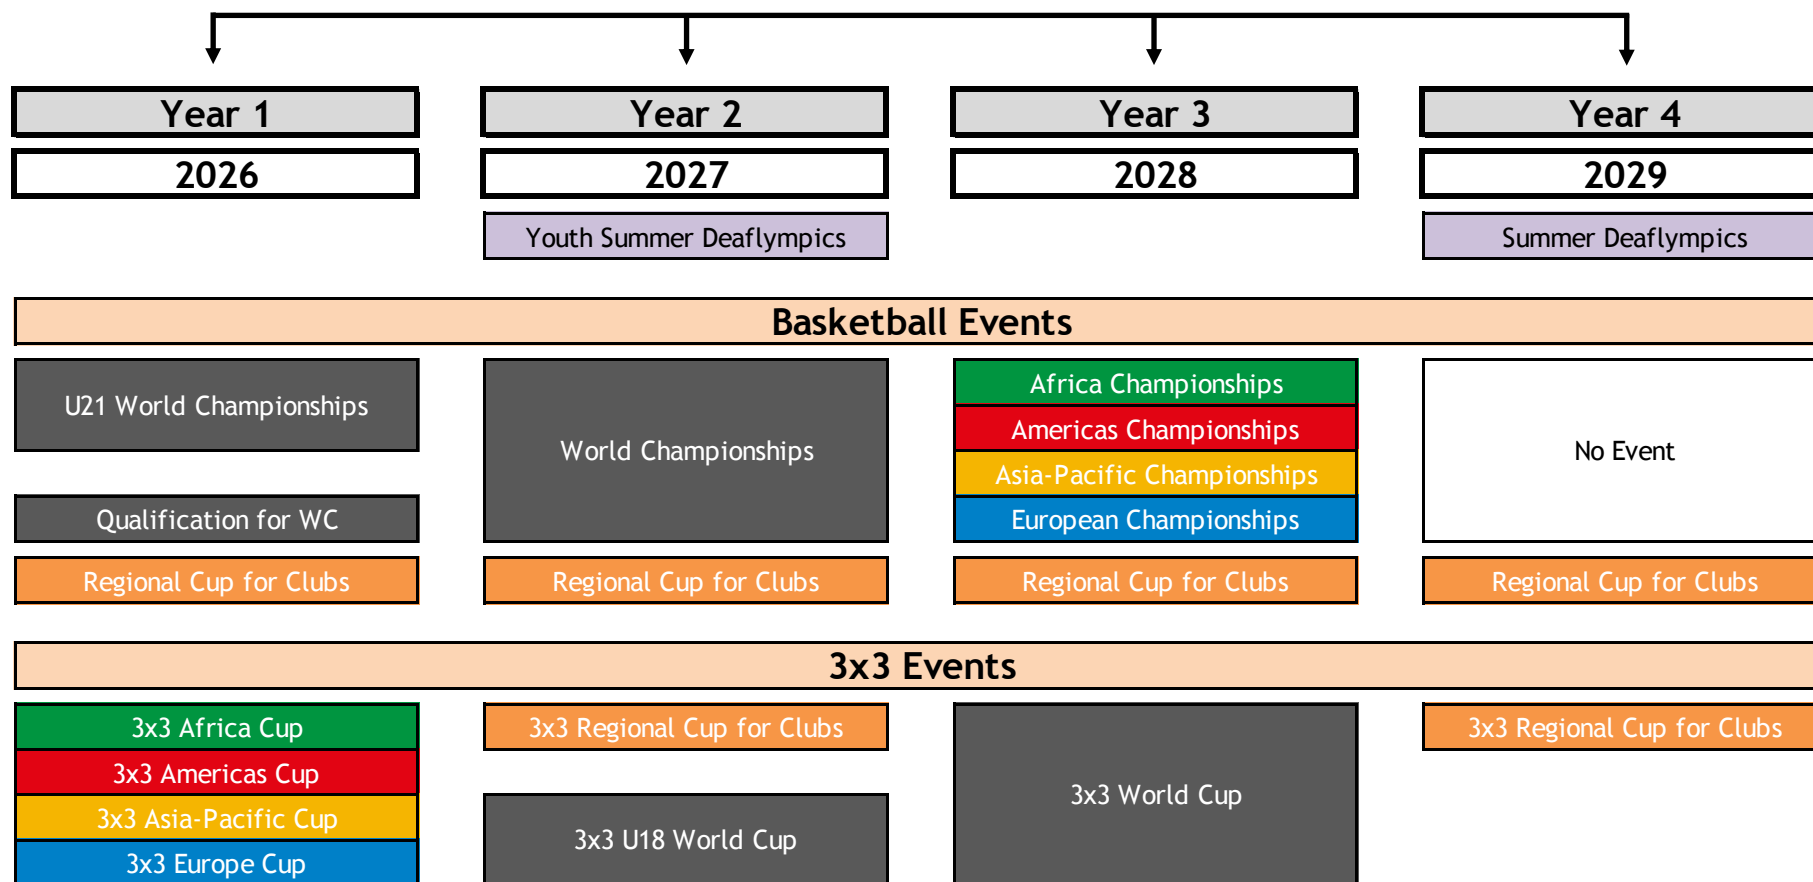 Year 1
Year 2
Year 3
Year 4
2026
2027
2028
2029
Youth Summer Deaflympics
Summer Deaflympics
Basketball Events
U21 World Championships
Qualification for WC
World Championships
Africa Championships
Americas Championships
Asia-Pacific Championships
European Championships
No Event
Regional Cup for Clubs
Regional Cup for Clubs
Regional Cup for Clubs
Regional Cup for Clubs
3x3 Events
3x3 Africa Cup
3x3 Americas Cup
3x3 Asia-Pacific Cup
3x3 Europe Cup
3x3 Regional Cup for Clubs
3x3 U18 World Cup
3x3 World Cup
3x3 Regional Cup for Clubs